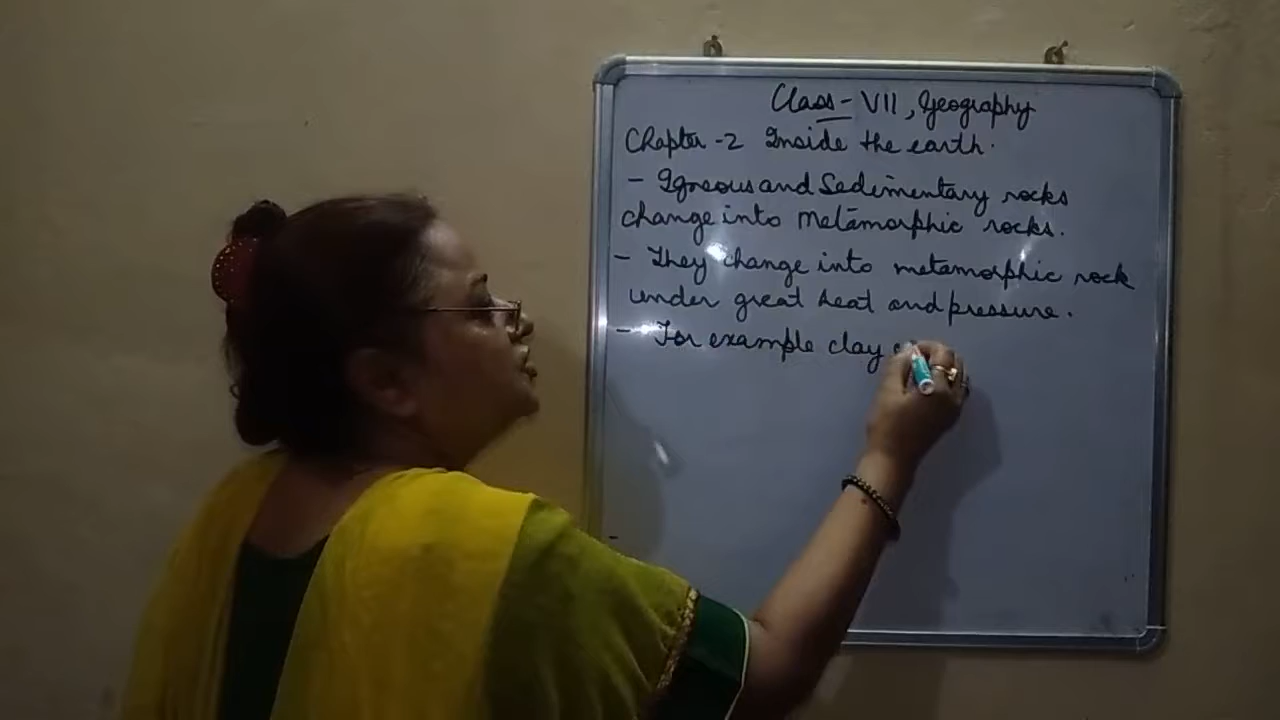 Class - VII, Geography
Chapter -2 Inside the earth.
- Igneous and Sedimentary rocks
change into metamorphic rocks.
- They change into metamorphic rock
under great heat and pressure.
- For example clay